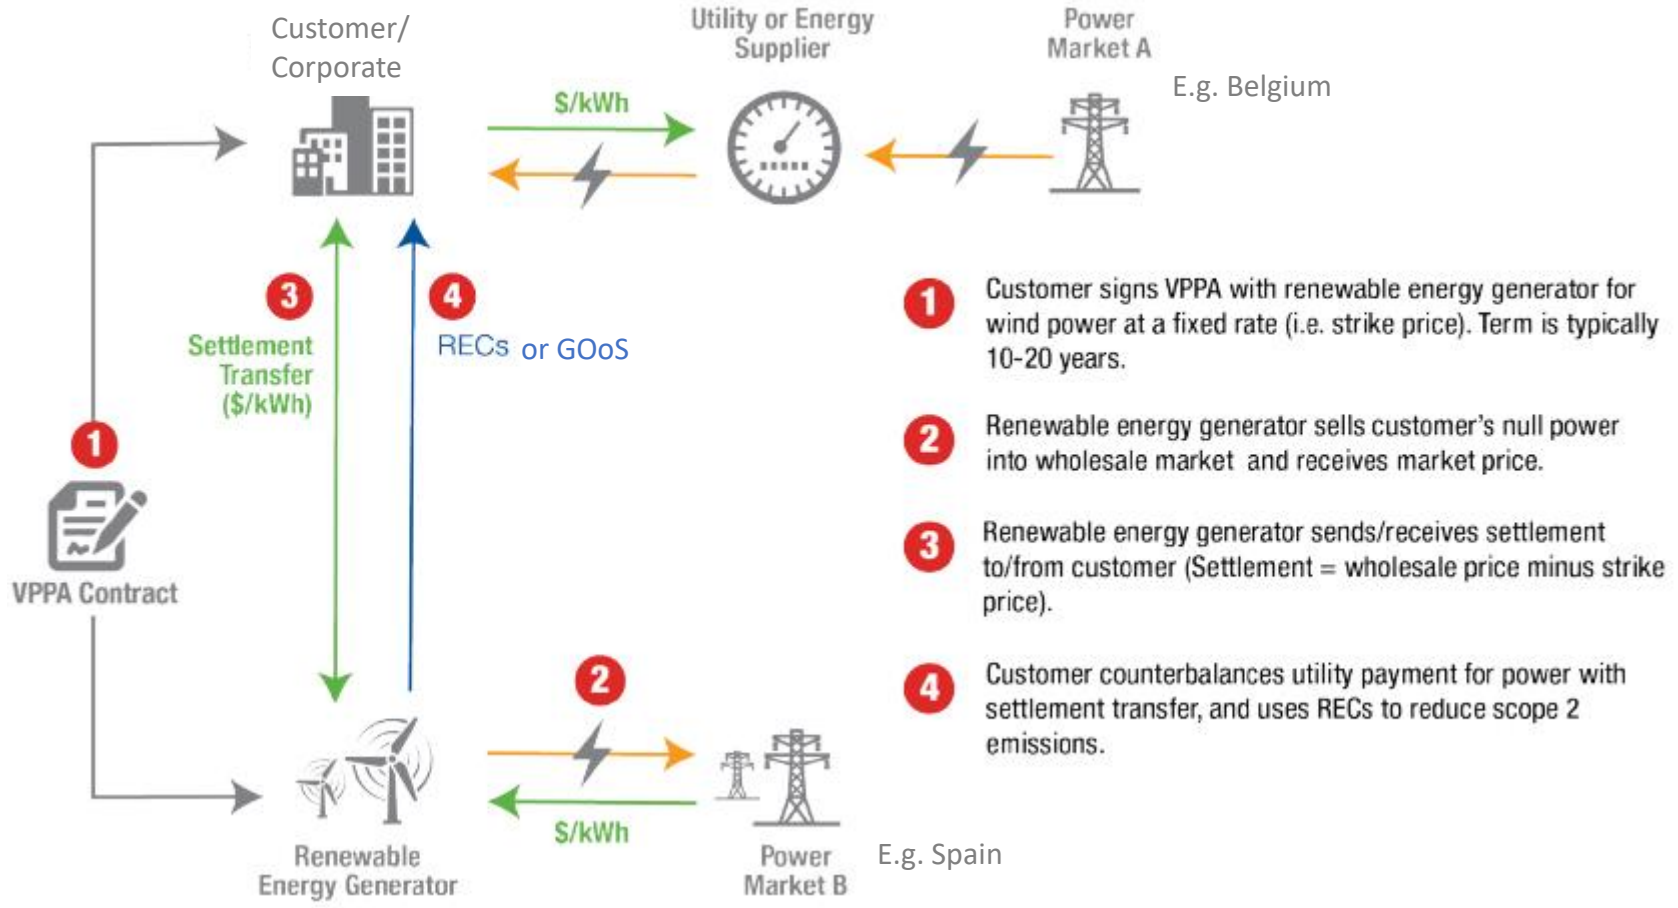 Customer/
Corporate
Utility or Energy
Supplier
Power
Market A
E.g. Belgium
$/kWh
3
4
Settlement
Transfer
($/kWh)
RECs or GOoS
1
VPPA Contract
2
$/kWh
Renewable
Energy Generator
Power
Market B
E.g. Spain
1
Customer signs VPPA with renewable energy generator for
wind power at a fixed rate (i.e. strike price). Term is typically
10-20 years.
2
Renewable energy generator sells customer's null power
into wholesale market and receives market price.
3
Renewable energy generator sends/receives settlement
to/from customer (Settlement = wholesale price minus strike
price).
4
Customer counterbalances utility payment for power with
settlement transfer, and uses RECs to reduce scope 2
emissions.